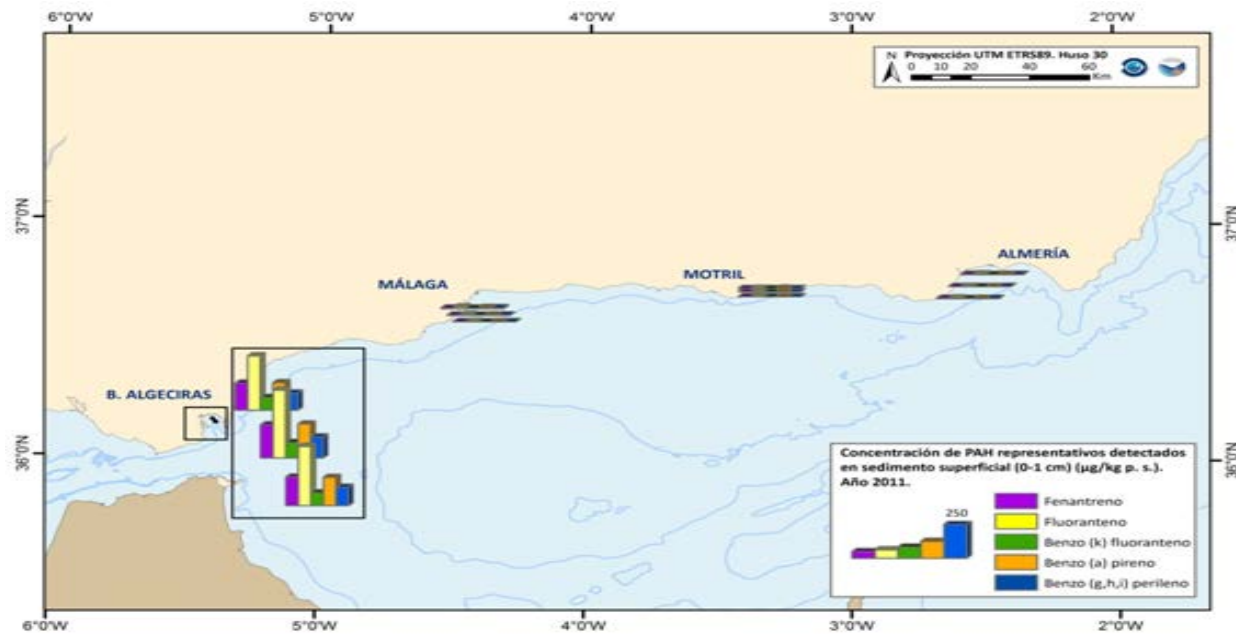 6°0'W 5°0'W 4°0'W 3°0'W 2°0'W
N Proyección UTM ETRS89. Huso 30
0 10 20 40 60
Km
37°0'N 37°0'N
ALMERÍA
MOTRIL
MÁLAGA
B. ALGECIRAS
36°0'N 36°0'N
Concentración de PAH representativos detectados
en sedimento superficial (0-1 cm) (µg/kg p. s.).
Año 2011.
250
Fenantreno
Fluoranteno
Benzo (k) fluoranteno
Benzo (a) pireno
Benzo (g,h,i) perileno
6°0'W 5°0'W 4°0'W 3°0'W 2°0'W